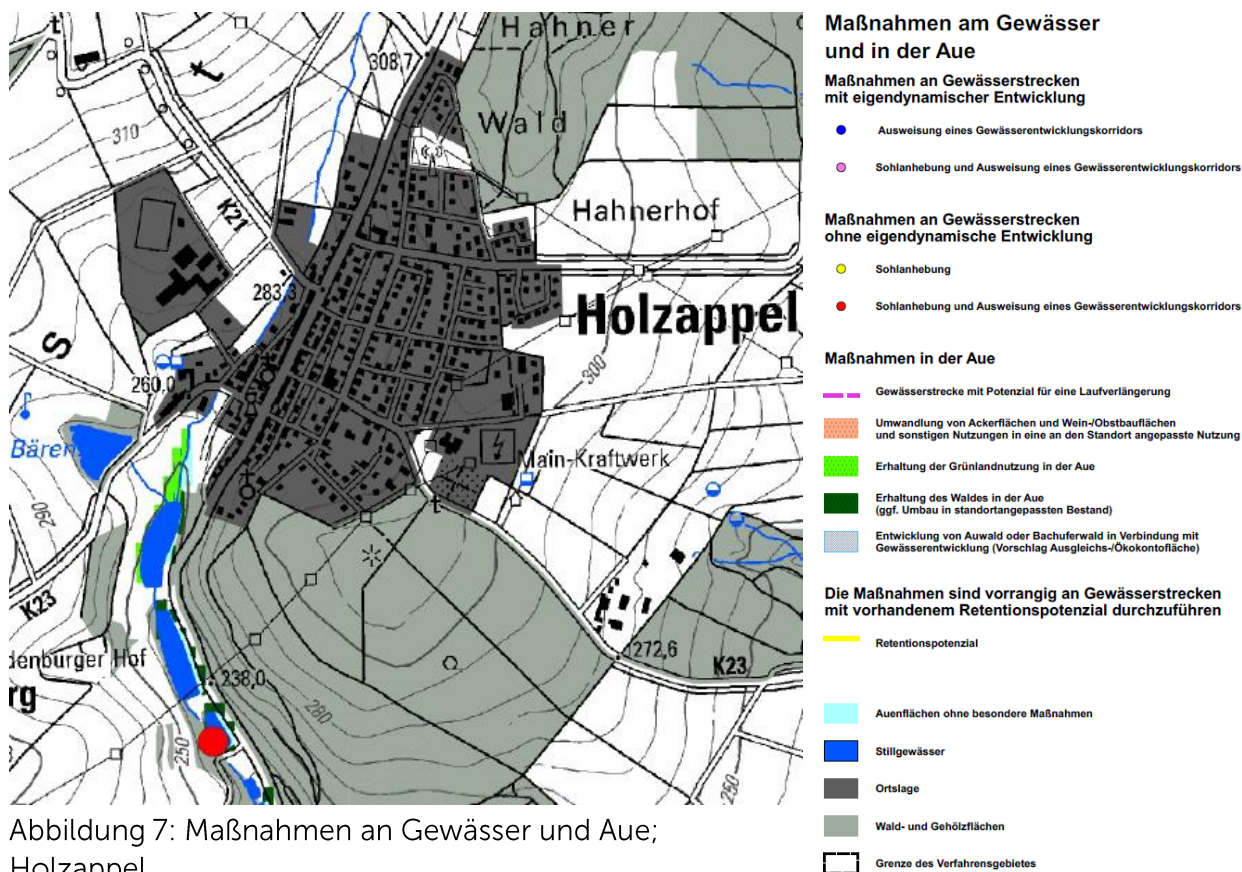 Hahner
308,7
t
Wald
310
K21
Hahnerhof
283,3
Holzappel
S
300
260,0
Bären
Main-Kraftwerk
t
290
K23
denburger Hof
272,6
K23
rg
238,0
280
250
250
Abbildung 7: Maßnahmen an Gewässer und Aue;
Holzappel
Maßnahmen am Gewässer
und in der Aue
Maßnahmen an Gewässerstrecken
mit eigendynamischer Entwicklung
Ausweisung eines Gewässerentwicklungskorridors
Sohlanhebung und Ausweisung eines Gewässerentwicklungskorridors
Maßnahmen an Gewässerstrecken
ohne eigendynamische Entwicklung
Sohlanhebung
Sohlanhebung und Ausweisung eines Gewässerentwicklungskorridors
Maßnahmen in der Aue
Gewässerstrecke mit Potenzial für eine Laufverlängerung
Umwandlung von Ackerflächen und Wein-/Obstbauflächen
und sonstigen Nutzungen in eine an den Standort angepasste Nutzung
Erhaltung der Grünlandnutzung in der Aue
Erhaltung des Waldes in der Aue
(ggf. Umbau in standortangepassten Bestand)
Entwicklung von Auwald oder Bachuferwald in Verbindung mit
Gewässerentwicklung (Vorschlag Ausgleichs-/Ökokontofläche)
Die Maßnahmen sind vorrangig an Gewässerstrecken
mit vorhandenem Retentionspotenzial durchzuführen
Retentionspotenzial
Auenflächen ohne besondere Maßnahmen
Stillgewässer
Ortslage
Wald- und Gehölzflächen
Grenze des Verfahrensgebietes